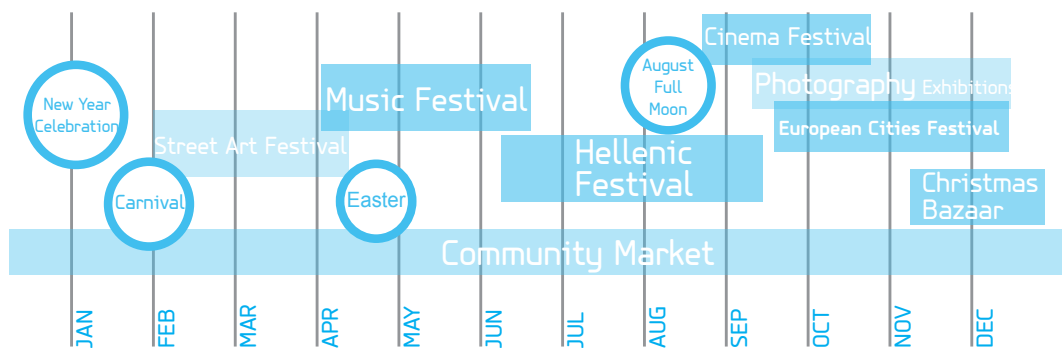 New Year
Celebration
Carnival
Street Art Festival
Music Festival
Easter
Hellenic
Festival
August
Full
Moon
Cinema Festival
Photography Exhibitions
European Cities Festival
Christmas
Bazaar
Community Market
JAN
FEB
MAR
APR
MAY
JUN
JUL
AUG
SEP
OCT
NOV
DEC